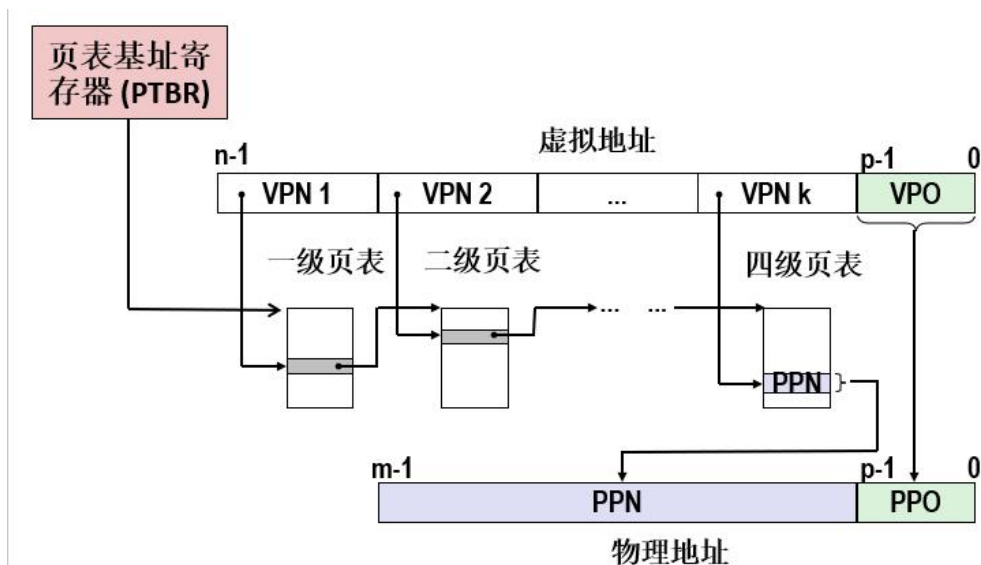 页表基址寄
存器 (PTBR)
虚拟地址
n-1 p-1 0
VPN 1 VPN 2 ... VPN k VPO
一级页表 二级页表 四级页表
... ...
PPN
m-1 p-1 0
PPN PPO
物理地址